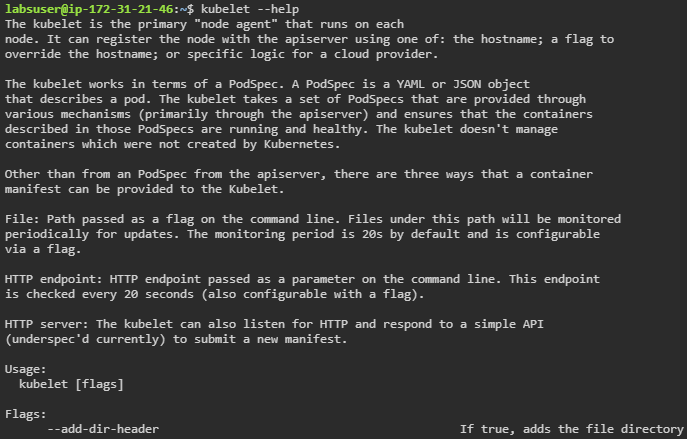 labsuser@ip-172-31-21-46:~$ kubelet --help
The kubelet is the primary "node agent" that runs on each
node. It can register the node with the apiserver using one of: the hostname; a flag to
override the hostname; or specific logic for a cloud provider.

The kubelet works in terms of a PodSpec. A PodSpec is a YAML or JSON object
that describes a pod. The kubelet takes a set of PodSpecs that are provided through
various mechanisms (primarily through the apiserver) and ensures that the containers
described in those PodSpecs are running and healthy. The kubelet doesn't manage
containers which were not created by Kubernetes.

Other than from an PodSpec from the apiserver, there are three ways that a container
manifest can be provided to the Kubelet.

File: Path passed as a flag on the command line. Files under this path will be monitored
periodically for updates. The monitoring period is 20s by default and is configurable
via a flag.

HTTP endpoint: HTTP endpoint passed as a parameter on the command line. This endpoint
is checked every 20 seconds (also configurable with a flag).

HTTP server: The kubelet can also listen for HTTP and respond to a simple API
(underspec'd currently) to submit a new manifest.

Usage:
  kubelet [flags]

Flags:
      --add-dir-header                                          If true, adds the file directory